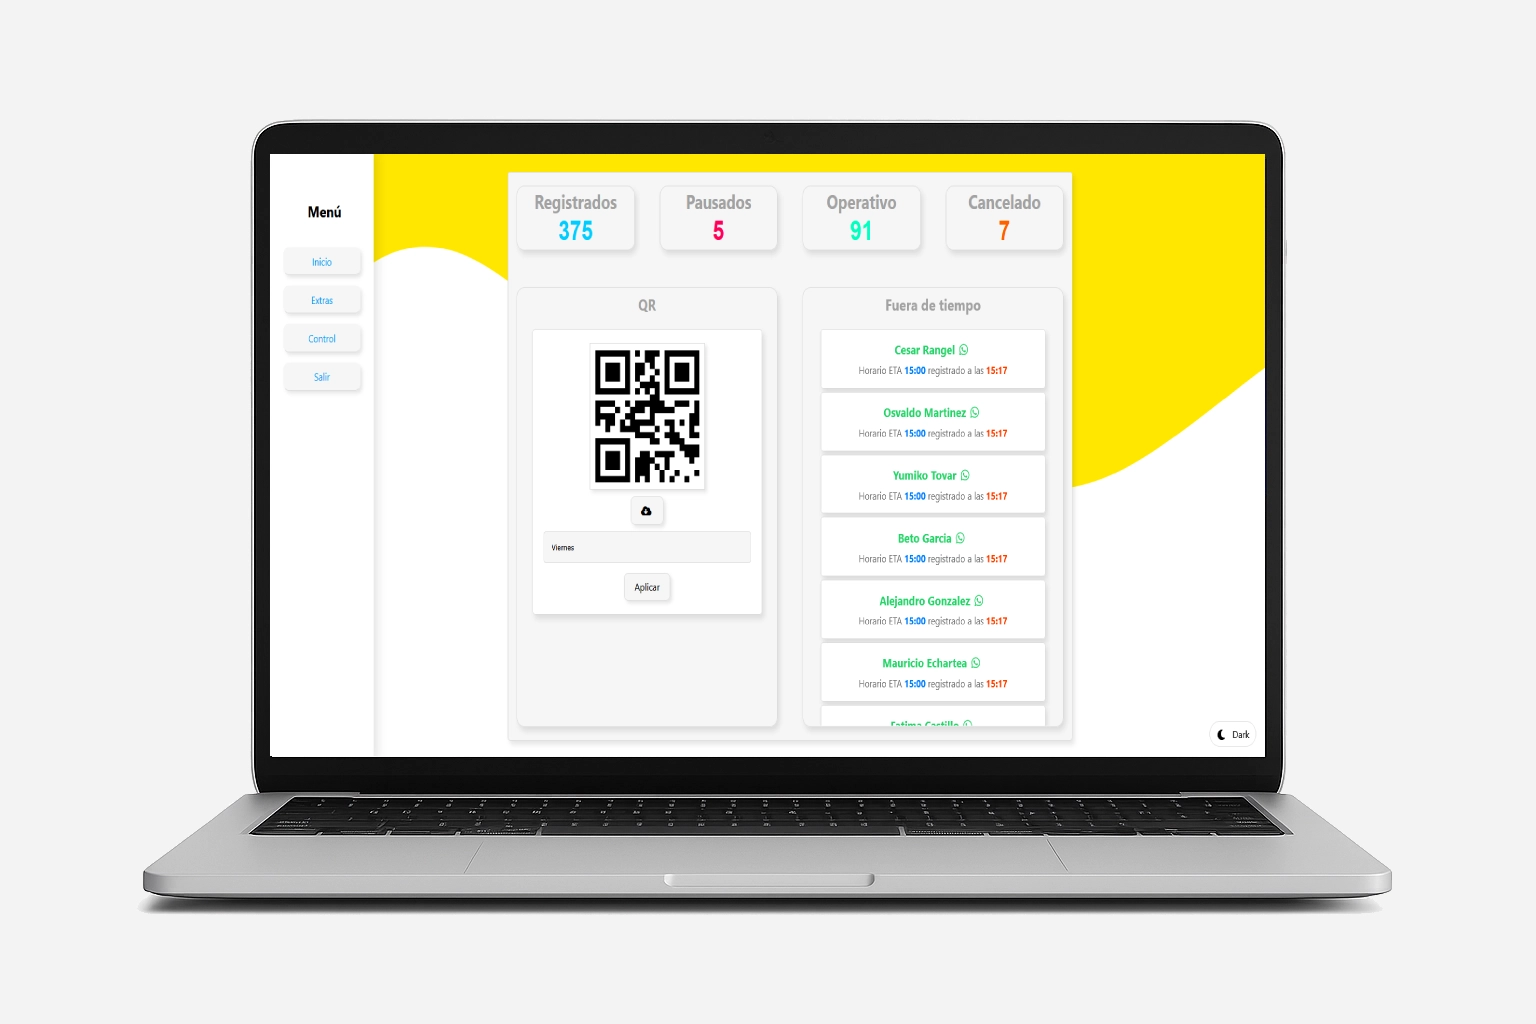 Menú
Inicio
Extras
Control
Salir
Registrados
375
Pausados
5
Operativo
91
Cancelado
7
QR
Viernes
Aplicar
Fuera de tiempo
Cesar Rangel
Horario ETA 15:00 registrado a las 15:17
Osvaldo Martinez
Horario ETA 15:00 registrado a las 15:17
Yumiko Tovar
Horario ETA 15:00 registrado a las 15:17
Beto Garcia
Horario ETA 15:00 registrado a las 15:17
Alejandro Gonzalez
Horario ETA 15:00 registrado a las 15:17
Mauricio Echartea
Horario ETA 15:00 registrado a las 15:17
Fatima Castillo
Dark